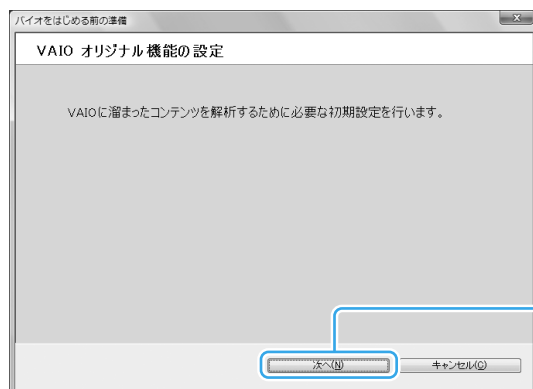 バイオをはじめる前の準備
VAIO オリジナル機能の設定
VAIOに溜まったコンテンツを解析するために必要な初期設定を行います。
次へ(N)
キャンセル(C)